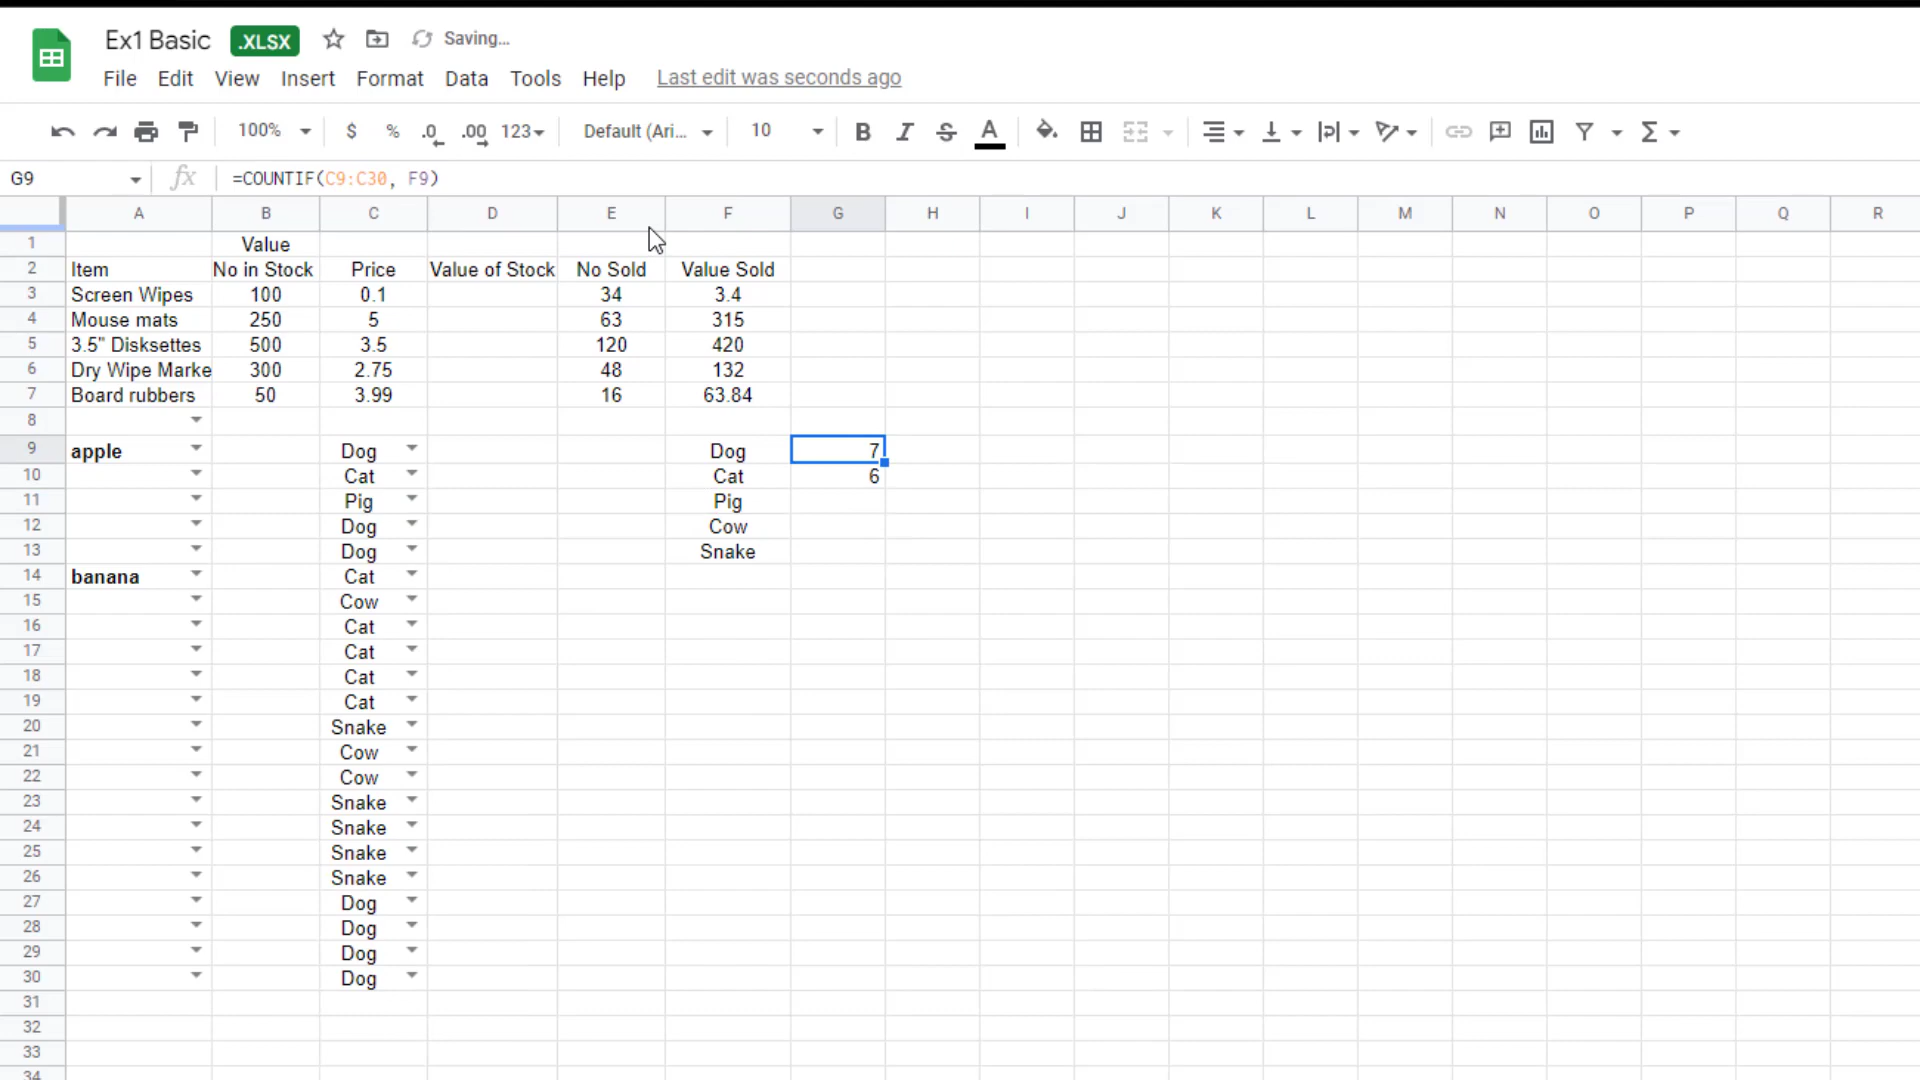 Ex1 Basic .XLSX Saving...
File Edit View Insert Format Data Tools Help Last edit was seconds ago
100% $ % .0 .00 123 Default (Ari... 10 B I S A Σ
G9 fx =COUNTIF(C9:C30, F9)
A B C D E F G H I J K L M N O P Q R
1 Value
2 Item No in Stock Price Value of Stock No Sold Value Sold
3 Screen Wipes 100 0.1 34 3.4
4 Mouse mats 250 5 63 315
5 3.5" Disksettes 500 3.5 120 420
6 Dry Wipe Marke 300 2.75 48 132
7 Board rubbers 50 3.99 16 63.84
8
9 apple Dog Dog 7
10 Cat Cat 6
11 Pig Pig
12 Dog Cow
13 Dog Snake
14 banana Cat
15 Cow
16 Cat
17 Cat
18 Cat
19 Cat
20 Snake
21 Cow
22 Cow
23 Snake
24 Snake
25 Snake
26 Snake
27 Dog
28 Dog
29 Dog
30 Dog
31
32
33
34